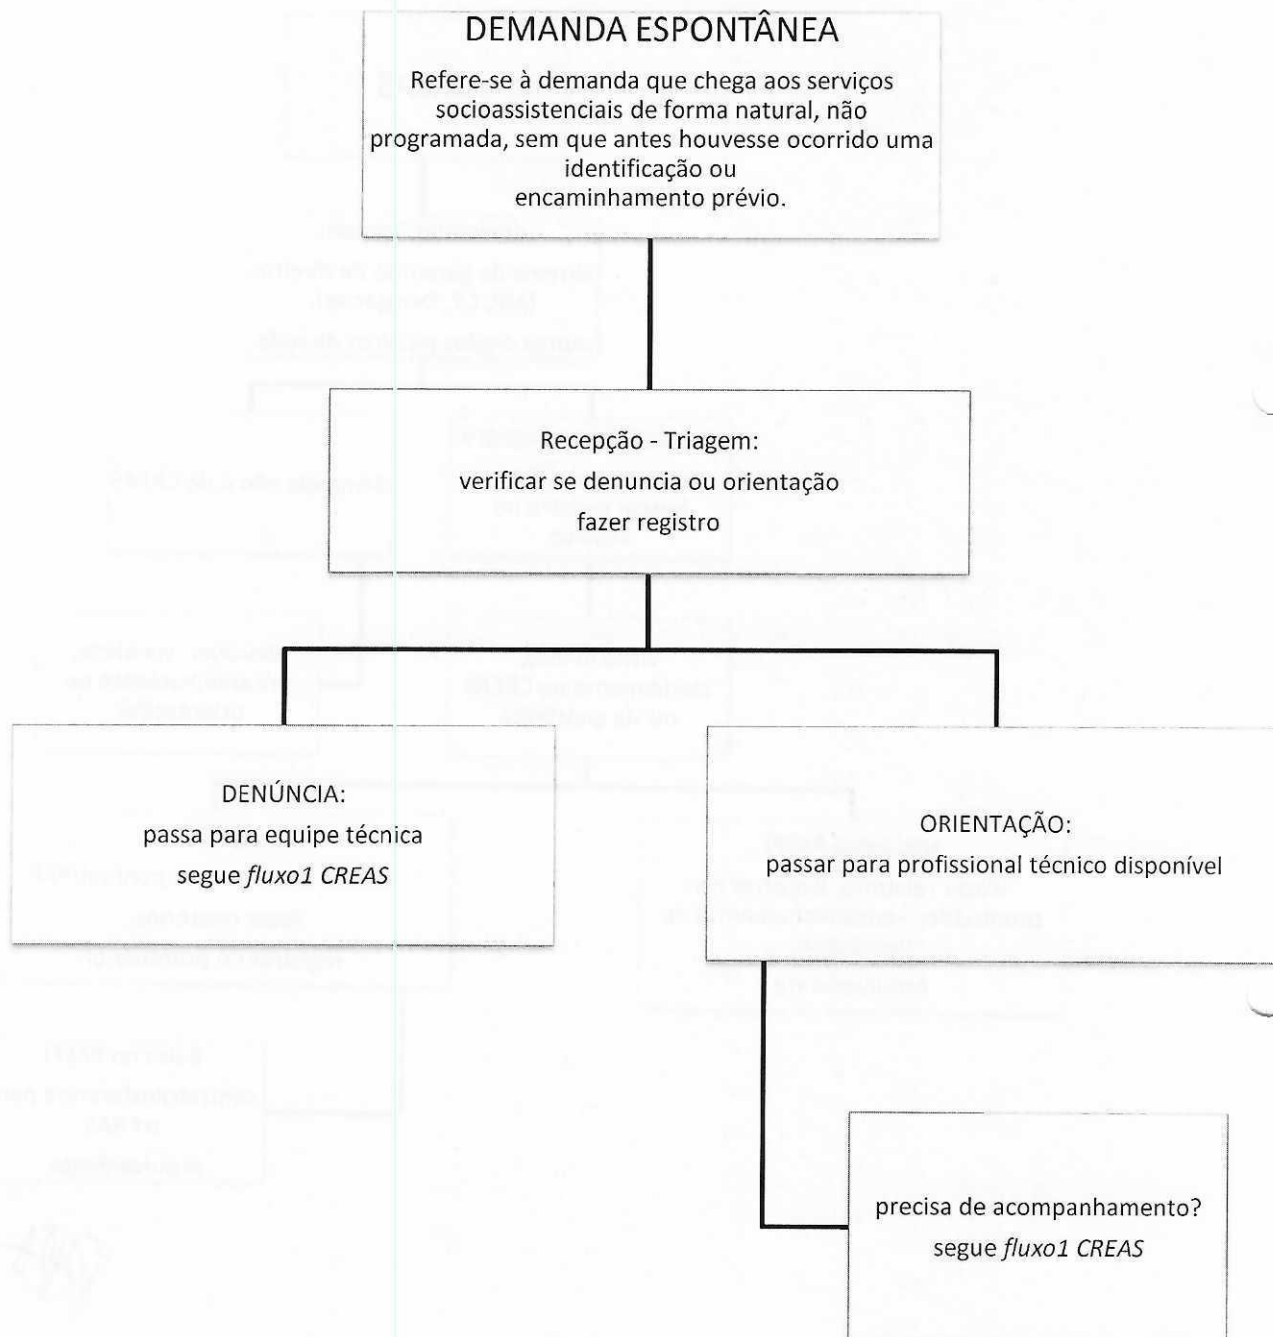 DEMANDA ESPONTÂNEA
Refere-se à demanda que chega aos serviços
socioassistenciais de forma natural, não
programada, sem que antes houvesse ocorrido uma
identificação ou
encaminhamento prévio.
Recepção - Triagem:
verificar se denuncia ou orientação
fazer registro
DENÚNCIA:
passa para equipe técnica
segue fluxo1 CREAS
ORIENTAÇÃO:
passar para profissional técnico disponível
precisa de acompanhamento?
segue fluxo1 CREAS